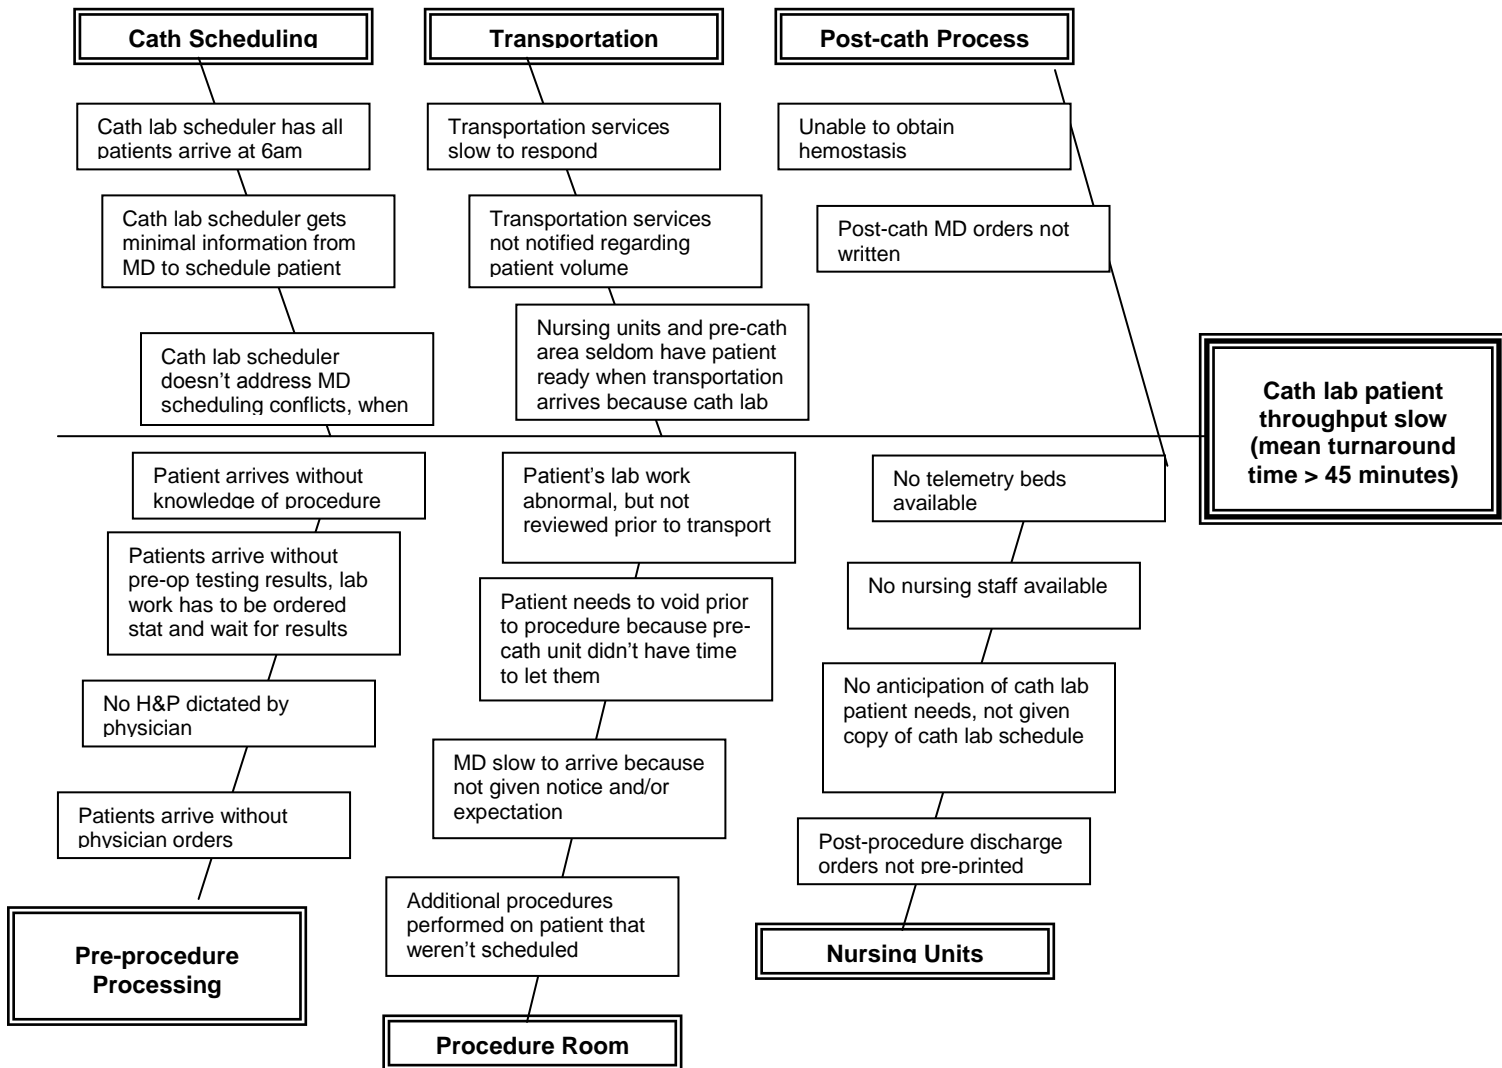 Cath Scheduling
Cath lab scheduler has all
patients arrive at 6am
Cath lab scheduler gets
minimal information from
MD to schedule patient
Cath lab scheduler
doesn’t address MD
scheduling conflicts, when
Transportation
Transportation services
slow to respond
Transportation services
not notified regarding
patient volume
Nursing units and pre-cath
area seldom have patient
ready when transportation
arrives because cath lab
Post-cath Process
Unable to obtain
hemostasis
Post-cath MD orders not
written
Cath lab patient
throughput slow
(mean turnaround
time > 45 minutes)
Patient arrives without
knowledge of procedure
Patients arrive without
pre-op testing results, lab
work has to be ordered
stat and wait for results
No H&P dictated by
physician
Patients arrive without
physician orders
Pre-procedure
Processing
Patient’s lab work
abnormal, but not
reviewed prior to transport
Patient needs to void prior
to procedure because pre-
cath unit didn’t have time
to let them
MD slow to arrive because
not given notice and/or
expectation
Additional procedures
performed on patient that
weren’t scheduled
Procedure Room
No telemetry beds
available
No nursing staff available
No anticipation of cath lab
patient needs, not given
copy of cath lab schedule
Post-procedure discharge
orders not pre-printed
Nursing Units